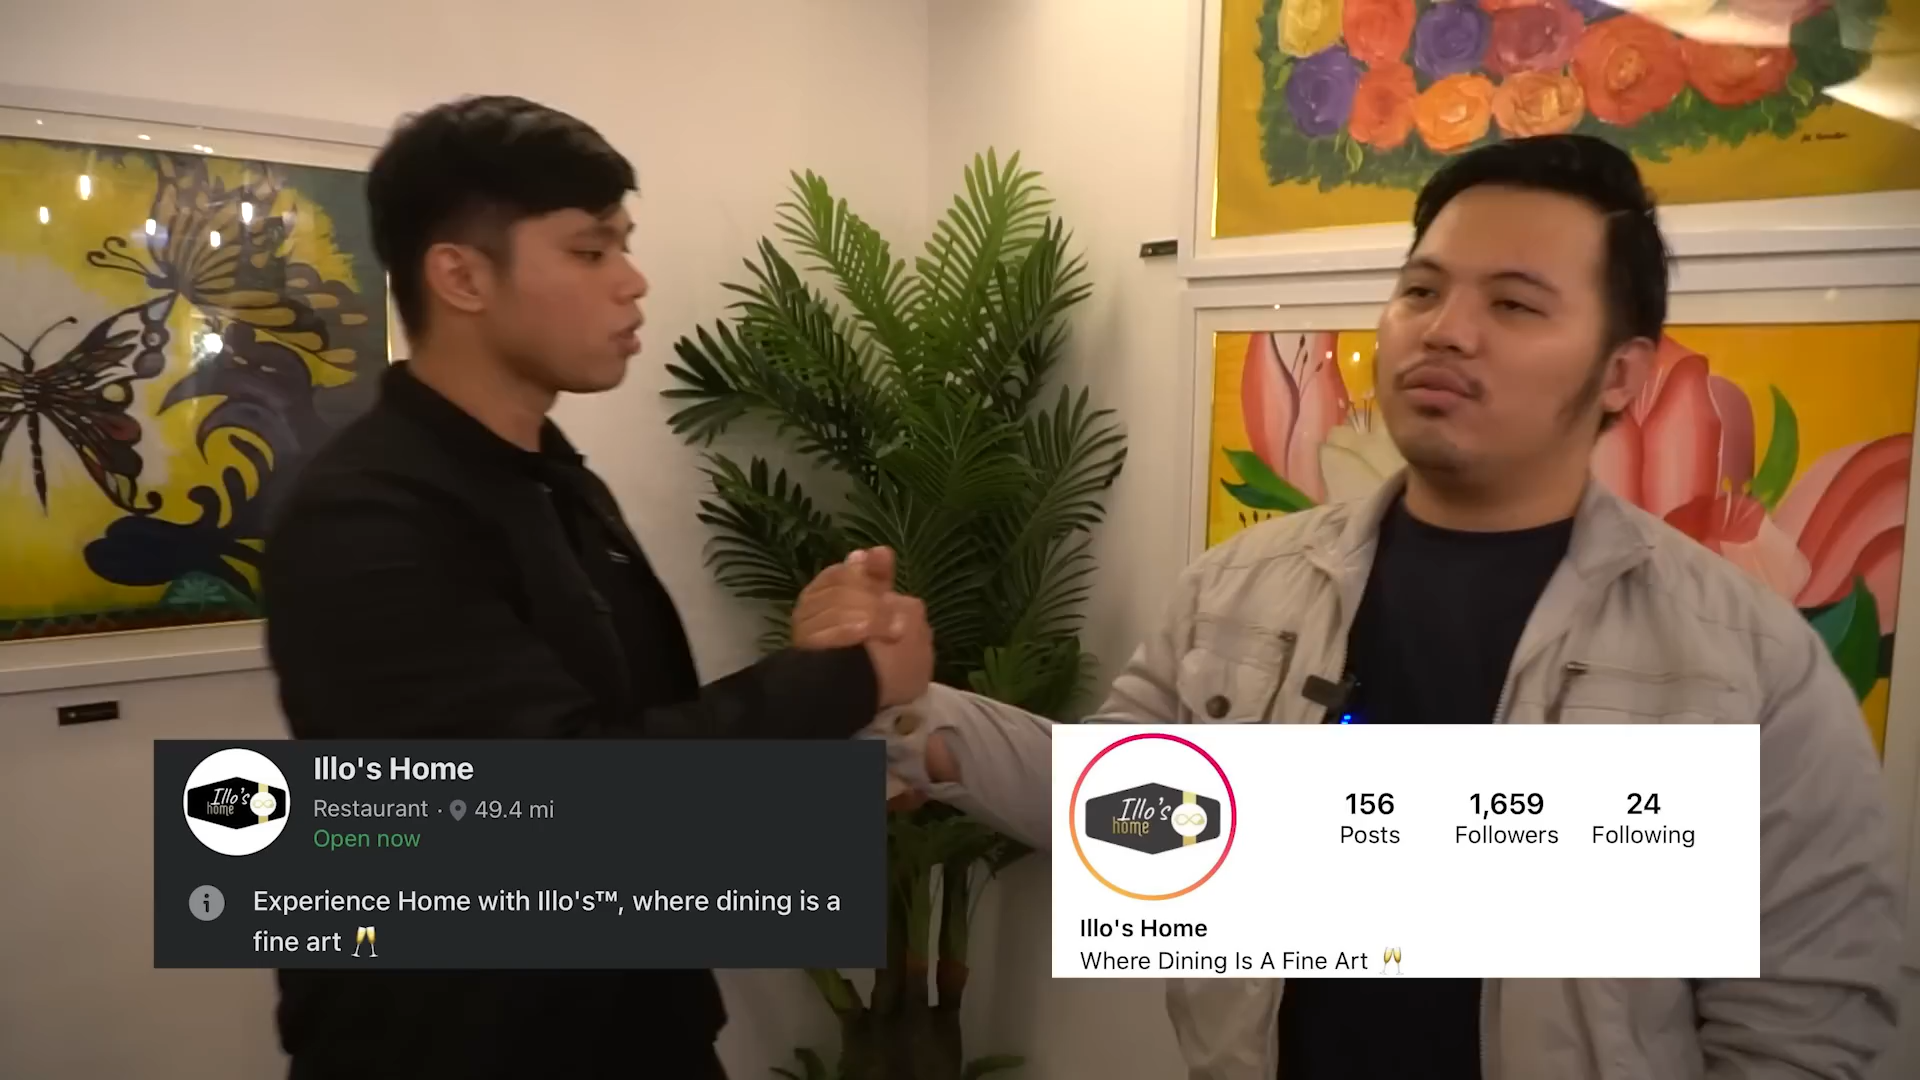 Illo's
home
Illo's Home
Restaurant · 49.4 mi
Open now
Experience Home with Illo's™, where dining is a
fine art 🥂
Illo's
home
156 1,659 24
Posts Followers Following
Illo's Home
Where Dining Is A Fine Art 🥂